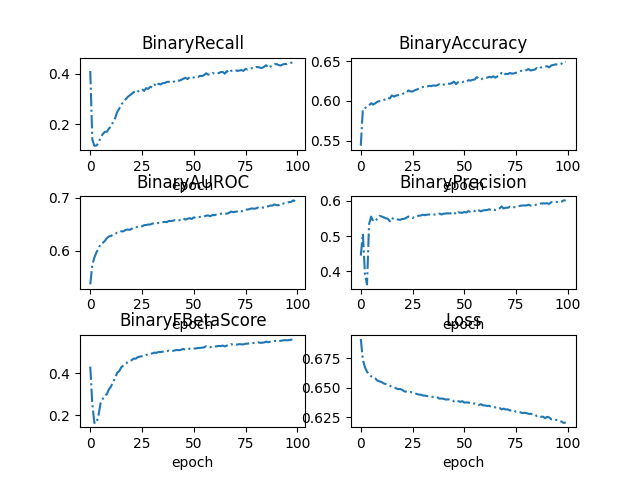 BinaryRecall
0.4
0.2
0 25 50 75 100
epoch
BinaryAccuracy
0.65
0.60
0.55
0 25 50 75 100
epoch
BinaryAUROC
0.7
0.6
0 25 50 75 100
epoch
BinaryPrecision
0.6
0.5
0.4
0 25 50 75 100
epoch
BinaryFBetaScore
0.4
0.2
0 25 50 75 100
epoch
Loss
0.675
0.650
0.625
0 25 50 75 100
epoch